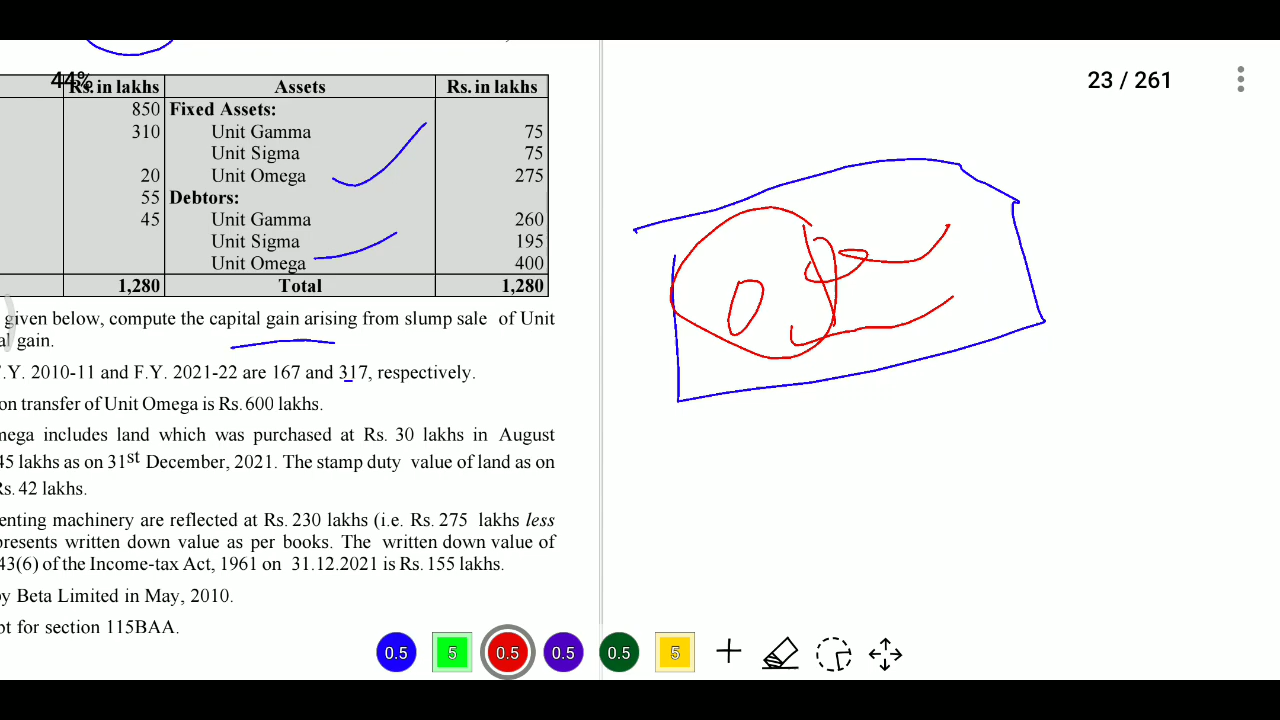 44%
23 / 261
Rs. in lakhs Assets Rs. in lakhs
850 Fixed Assets:
310 Unit Gamma 75
Unit Sigma 75
20 Unit Omega 275
55 Debtors:
45 Unit Gamma 260
Unit Sigma 195
Unit Omega 400
1,280 Total 1,280
given below, compute the capital gain arising from slump sale of Unit
al gain.
F.Y. 2010-11 and F.Y. 2021-22 are 167 and 317, respectively.
on transfer of Unit Omega is Rs. 600 lakhs.
mega includes land which was purchased at Rs. 30 lakhs in August
45 lakhs as on 31st December, 2021. The stamp duty value of land as on
Rs. 42 lakhs.
enting machinery are reflected at Rs. 230 lakhs (i.e. Rs. 275 lakhs less
presents written down value as per books. The written down value of
43(6) of the Income-tax Act, 1961 on 31.12.2021 is Rs. 155 lakhs.
by Beta Limited in May, 2010.
pt for section 115BAA.
0.5 5 0.5 0.5 0.5 5